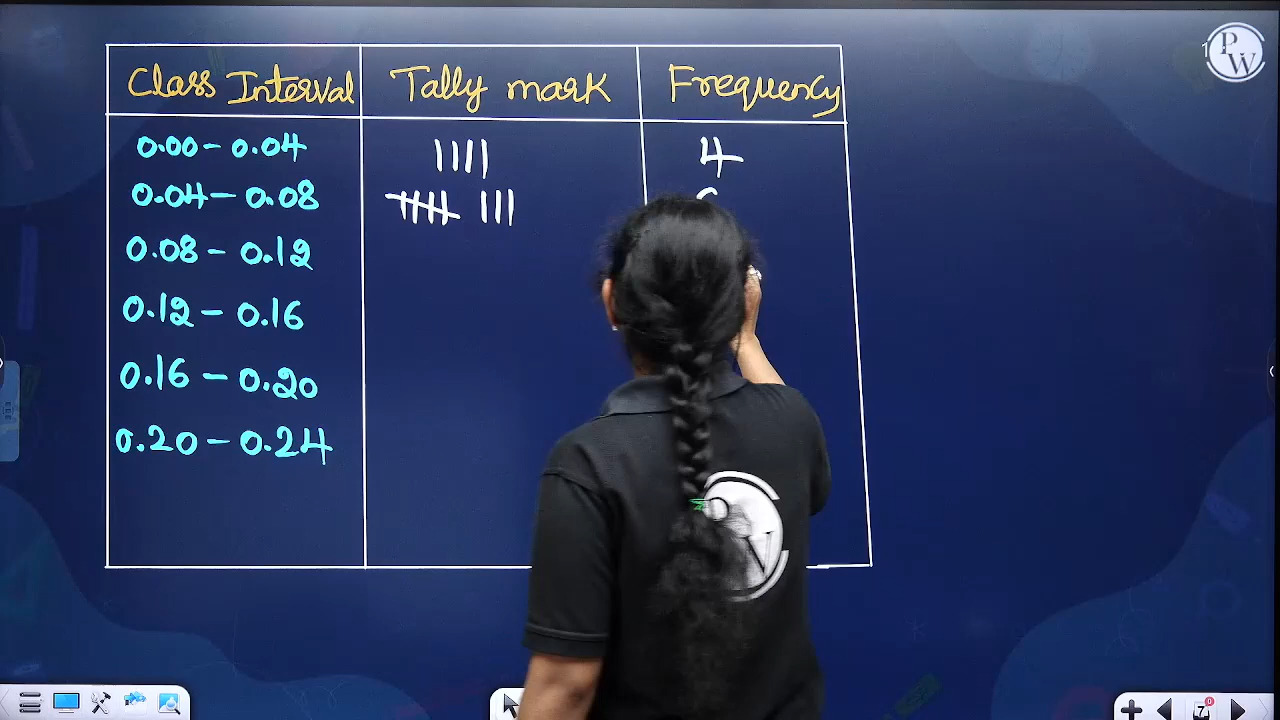 PW
Class Interval Tally mark Frequency
0.00 - 0.04 |||| 4
0.04 - 0.08 |||| |||
0.08 - 0.12
0.12 - 0.16
0.16 - 0.20
0.20 - 0.24
7